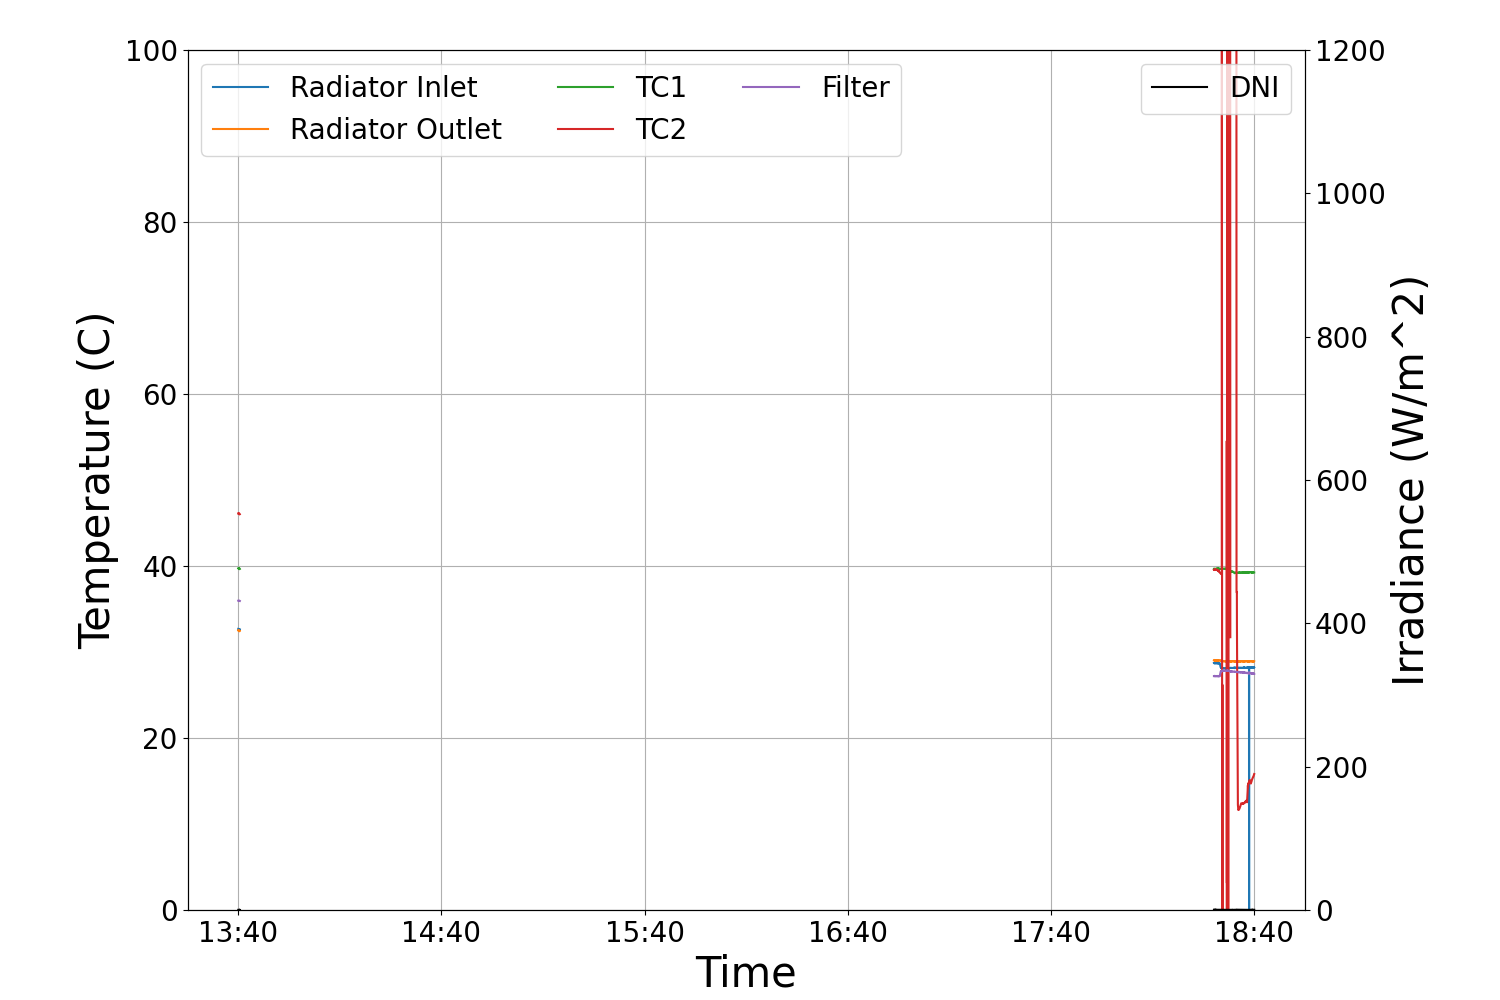 100
80
60
40
20
0
Temperature (C)
Radiator Inlet
Radiator Outlet
TC1
TC2
Filter
DNI
1200
1000
800
600
400
200
0
Irradiance (W/m^2)
13:40 14:40 15:40 16:40 17:40 18:40
Time